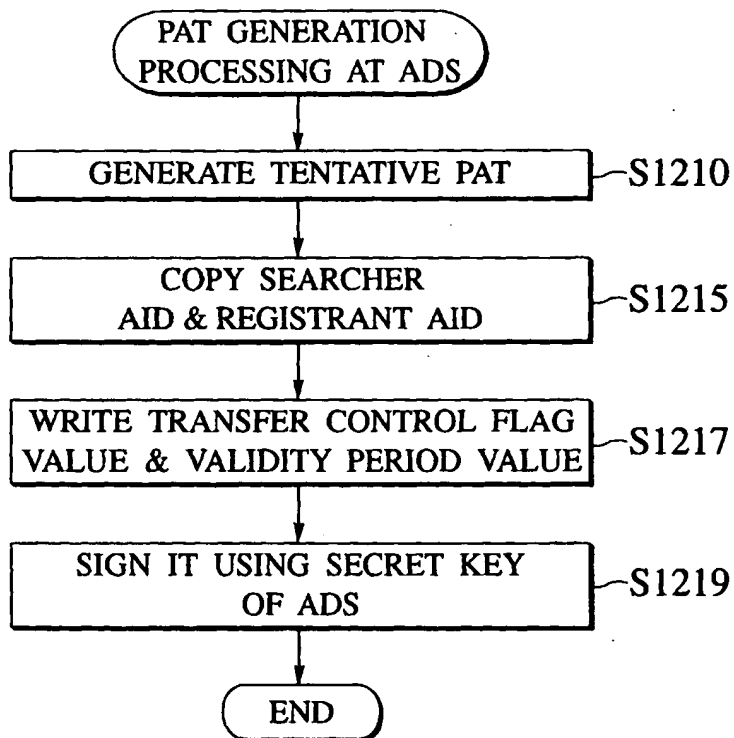 PAT GENERATION
PROCESSING AT ADS
GENERATE TENTATIVE PAT
S1210
COPY SEARCHER
AID & REGISTRANT AID
S1215
WRITE TRANSFER CONTROL FLAG
VALUE & VALIDITY PERIOD VALUE
S1217
SIGN IT USING SECRET KEY
OF ADS
S1219
END